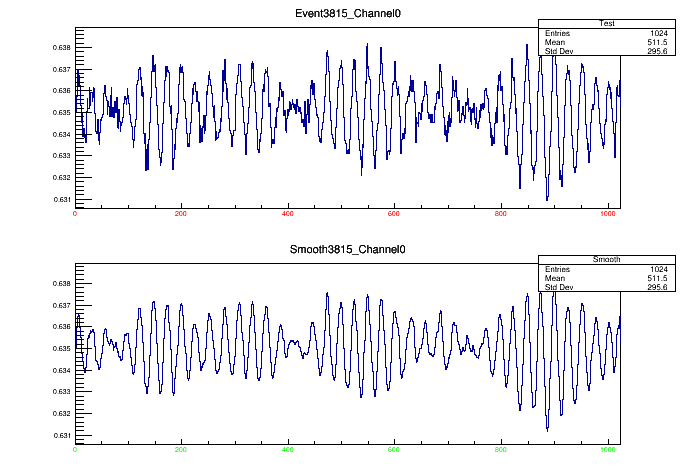 Event3815_Channel0
Test
Entries 1024
Mean 511.5
Std Dev 295.6
0.638
0.637
0.636
0.635
0.634
0.633
0.632
0.631
0 200 400 600 800 1000
Smooth3815_Channel0
Smooth
Entries 1024
Mean 511.5
Std Dev 295.6
0.638
0.637
0.636
0.635
0.634
0.633
0.632
0.631
0 200 400 600 800 1000